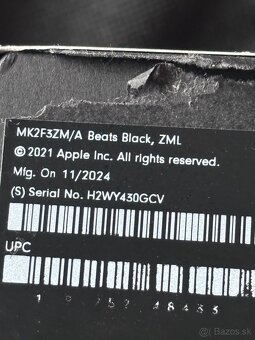 MK2F3ZM/A Beats Black, ZML
©2021 Apple Inc. All rights reserved.
Mfg. On 11/2024
(S) Serial No. H2WY430GCV
UPC
bazos.sk